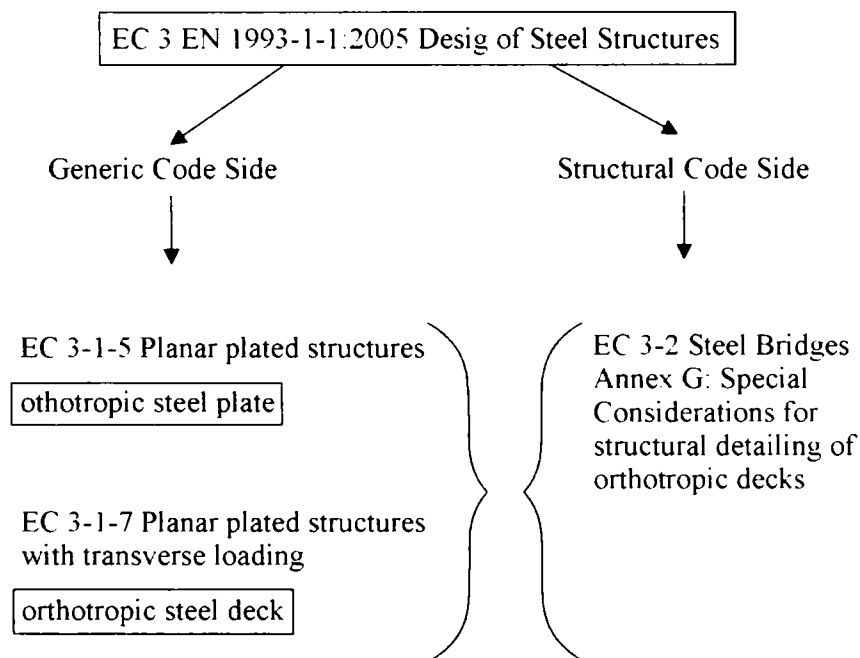 EC 3 EN 1993-1-1:2005 Desig of Steel Structures
Generic Code Side
Structural Code Side
EC 3-1-5 Planar plated structures
othotropic steel plate
EC 3-1-7 Planar plated structures
with transverse loading
orthotropic steel deck
EC 3-2 Steel Bridges
Annex G: Special
Considerations for
structural detailing of
orthotropic decks